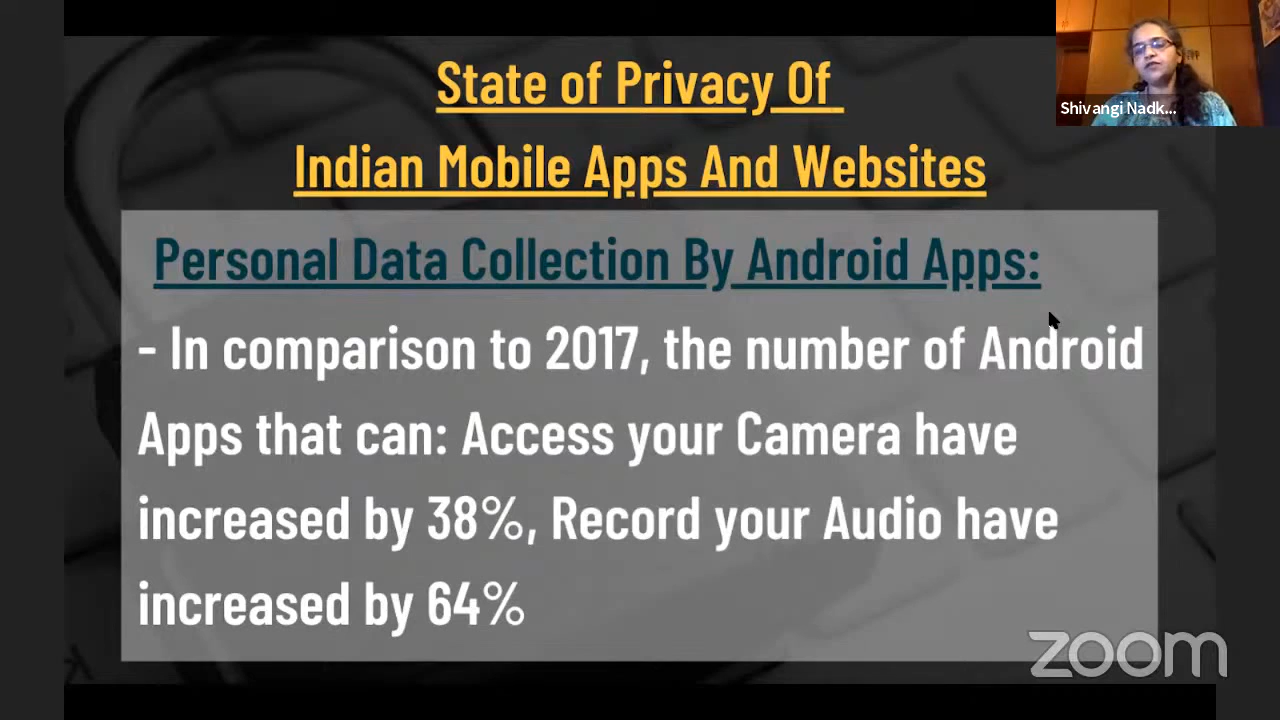 State of Privacy Of
Indian Mobile Apps And Websites
Shivangi Nadk...
Personal Data Collection By Android Apps:
- In comparison to 2017, the number of Android
Apps that can: Access your Camera have
increased by 38%, Record your Audio have
increased by 64%
zoom